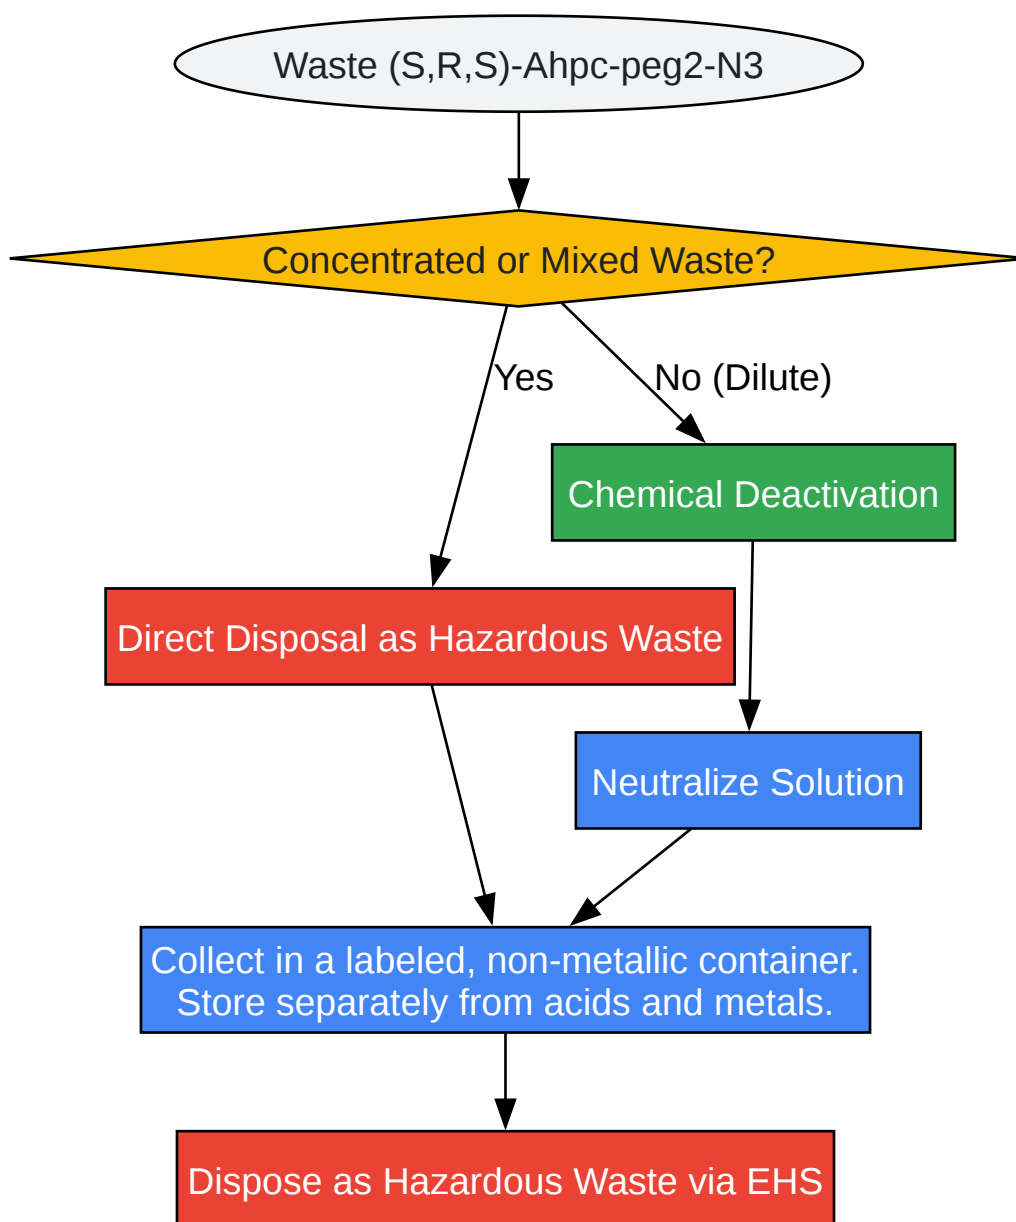 Waste (S,R,S)-Ahpc-peg2-N3
Concentrated or Mixed Waste?
Yes
No (Dilute)
Chemical Deactivation
Direct Disposal as Hazardous Waste
Neutralize Solution
Collect in a labeled, non-metallic container.
Store separately from acids and metals.
Dispose as Hazardous Waste via EHS